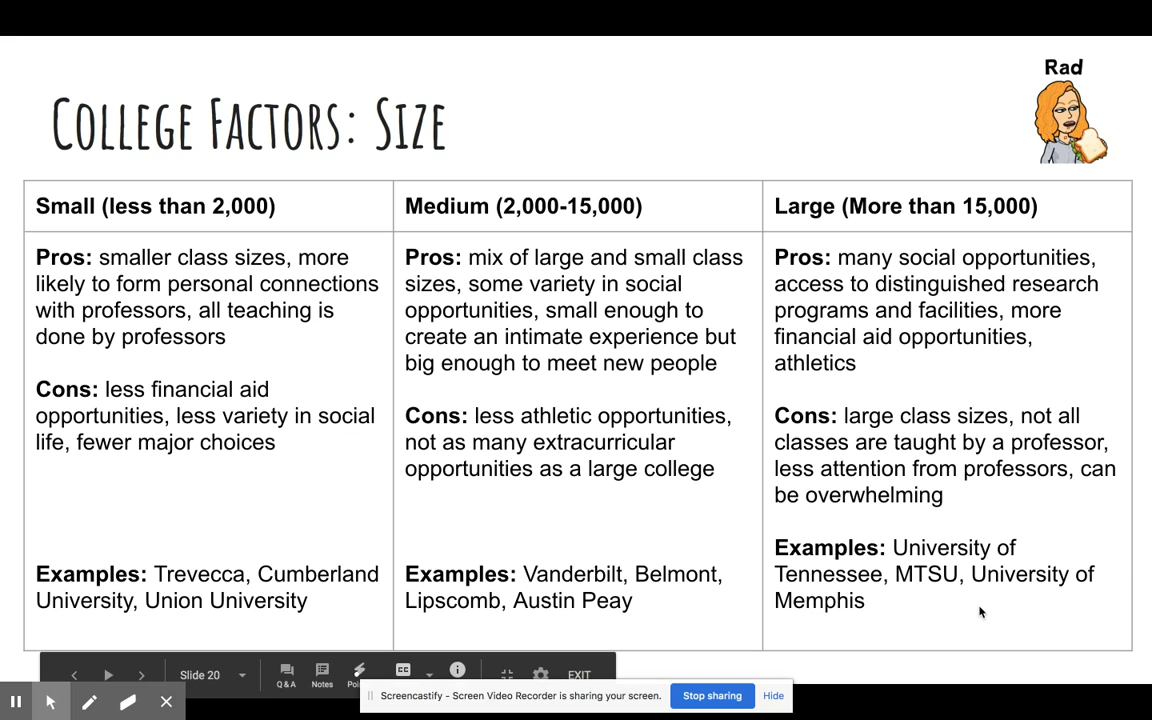 Rad
College Factors: Size
Small (less than 2,000)
Pros: smaller class sizes, more
likely to form personal connections
with professors, all teaching is
done by professors
Cons: less financial aid
opportunities, less variety in social
life, fewer major choices
Examples: Trevecca, Cumberland
University, Union University
Medium (2,000-15,000)
Pros: mix of large and small class
sizes, some variety in social
opportunities, small enough to
create an intimate experience but
big enough to meet new people
Cons: less athletic opportunities,
not as many extracurricular
opportunities as a large college
Examples: Vanderbilt, Belmont,
Lipscomb, Austin Peay
Large (More than 15,000)
Pros: many social opportunities,
access to distinguished research
programs and facilities, more
financial aid opportunities,
athletics
Cons: large class sizes, not all
classes are taught by a professor,
less attention from professors, can
be overwhelming
Examples: University of
Tennessee, MTSU, University of
Memphis
Slide 20
Q&A
Notes
CC
EXIT
Screencastify - Screen Video Recorder is sharing your screen.
Stop sharing
Hide